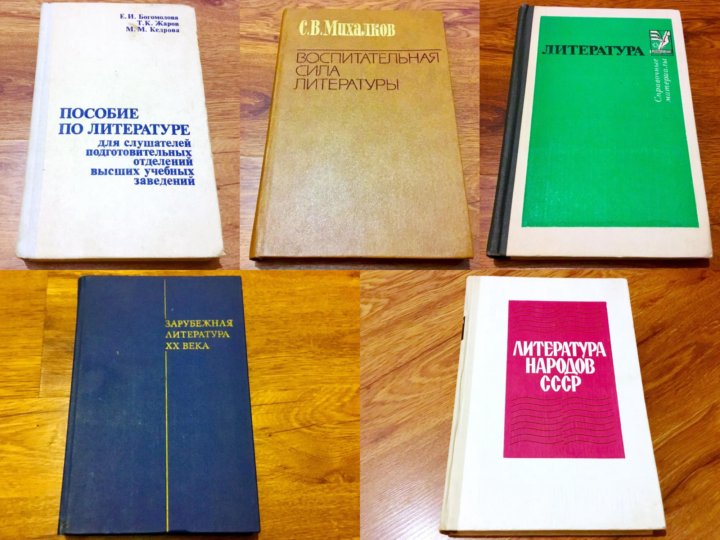 Е. И. Богомолова
Т. К. Жаров
М. М. Кедрова
ПОСОБИЕ
ПО ЛИТЕРАТУРЕ
для слушателей
подготовительных
отделений
высших учебных
заведений
С.В.Михалков
ВОСПИТАТЕЛЬНАЯ
СИЛА
ЛИТЕРАТУРЫ
ЛИТЕРАТУРА
Справочные
материалы
ЗАРУБЕЖНАЯ
ЛИТЕРАТУРА
XX ВЕКА
ЛИТЕРАТУРА
НАРОДОВ
СССР